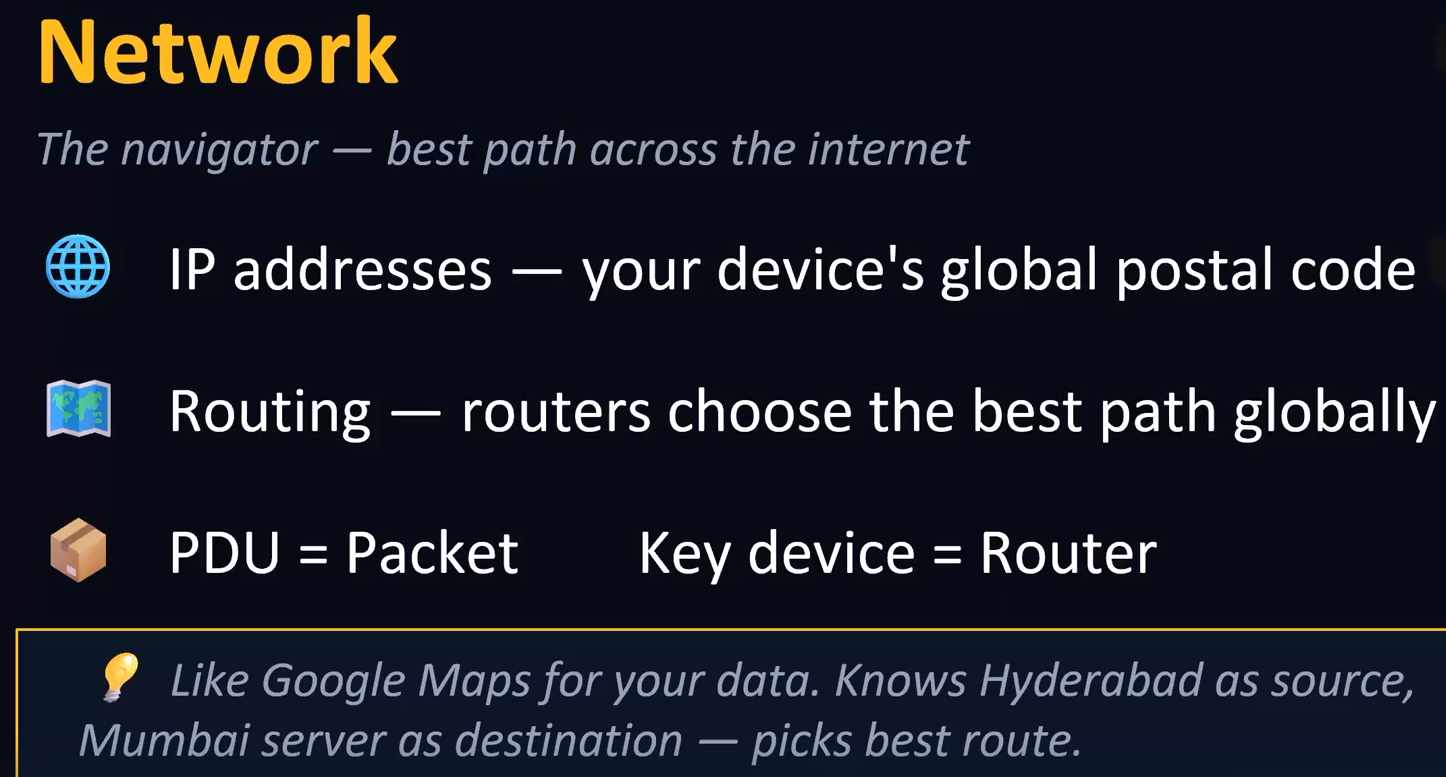 Network
The navigator — best path across the internet
IP addresses — your device's global postal code
Routing — routers choose the best path globally
PDU = Packet Key device = Router
Like Google Maps for your data. Knows Hyderabad as source,
Mumbai server as destination — picks best route.